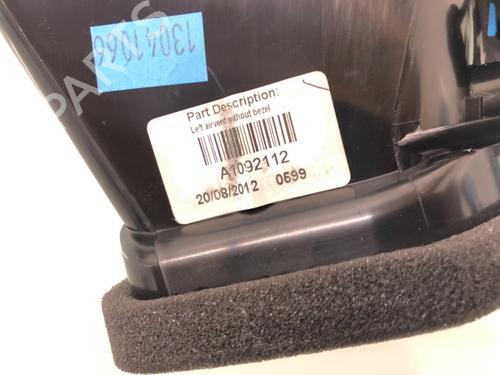 13041066
Part Description:
Left airvent without bezel
A1092112
20/08/2012 0599